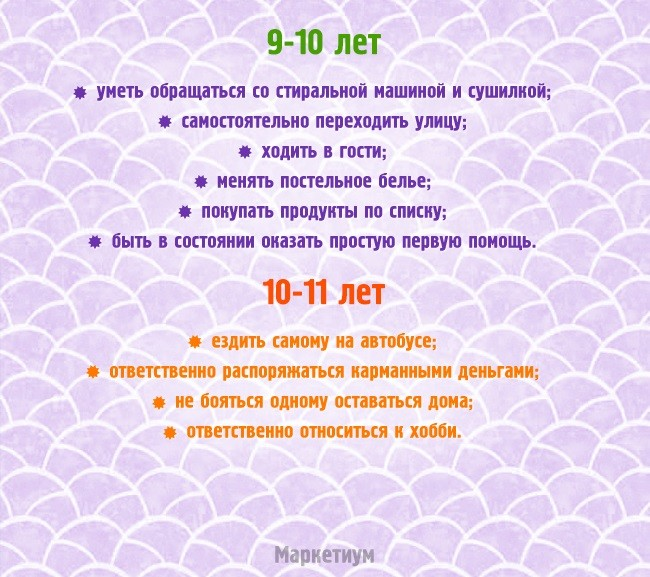 9-10 лет
уметь обращаться со стиральной машиной и сушилкой;
самостоятельно переходить улицу;
ходить в гости;
менять постельное белье;
покупать продукты по списку;
быть в состоянии оказать простую первую помощь.
10-11 лет
ездить самому на автобусе;
ответственно распоряжаться карманными деньгами;
не бояться одному оставаться дома;
ответственно относиться к хобби.
Маркетиум